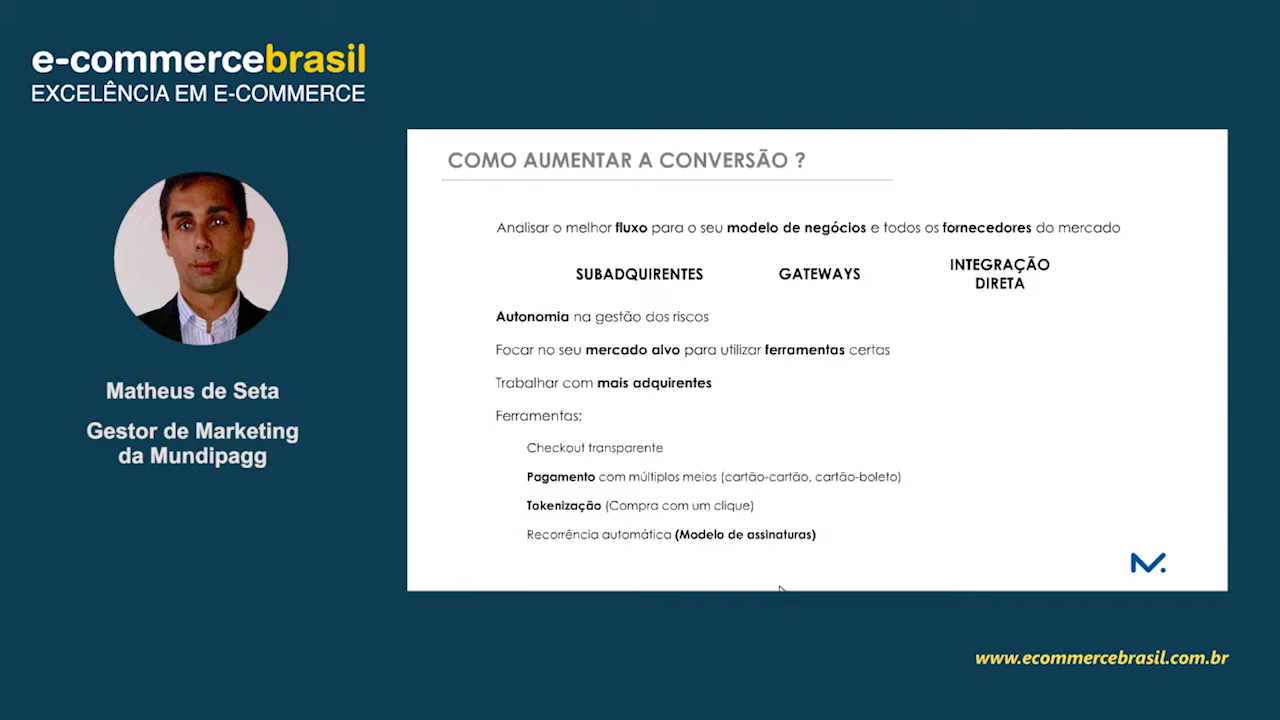 e-commercebrasil
EXCELÊNCIA EM E-COMMERCE
Matheus de Seta
Gestor de Marketing
da Mundipagg
COMO AUMENTAR A CONVERSÃO ?
Analisar o melhor fluxo para o seu modelo de negócios e todos os fornecedores do mercado
SUBADQUIRENTES
GATEWAYS
INTEGRAÇÃO
DIRETA
Autonomia na gestão dos riscos
Focar no seu mercado alvo para utilizar ferramentas certas
Trabalhar com mais adquirentes
Ferramentas:
Checkout transparente
Pagamento com múltiplos meios (cartão-cartão, cartão-boleto)
Tokenização (Compra com um clique)
Recorrência automática (Modelo de assinaturas)
www.ecommercebrasil.com.br